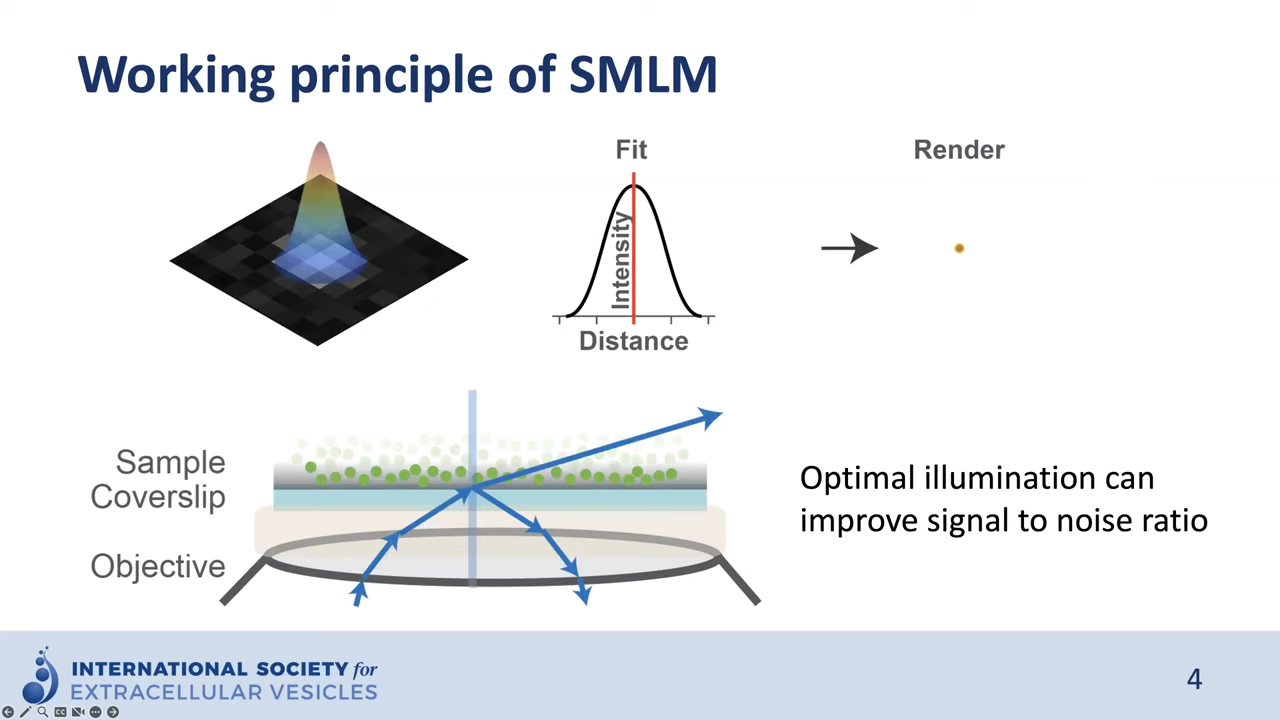 Working principle of SMLM
Fit
Render
Intensity
Distance
Sample
Coverslip
Objective
Optimal illumination can
improve signal to noise ratio
INTERNATIONAL SOCIETY for
EXTRACELLULAR VESICLES
4
CC